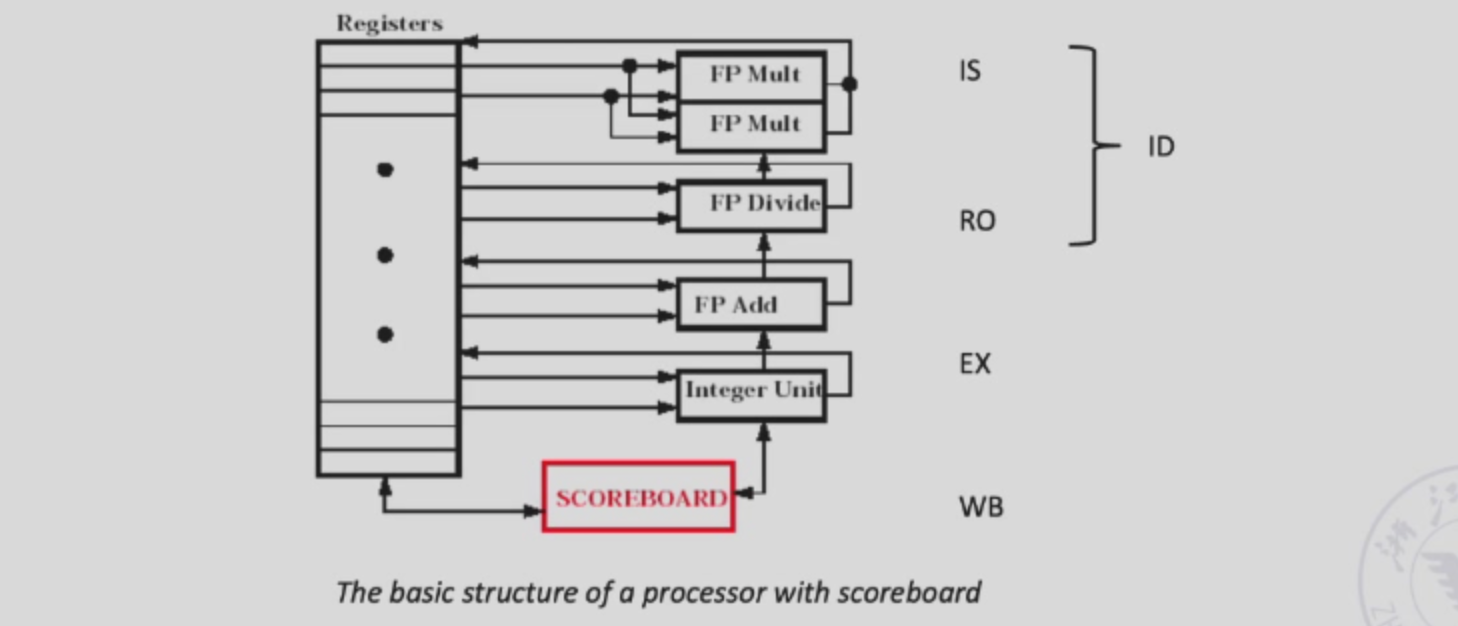 Registers
FP Mult
IS
FP Mult
ID
FP Divide
RO
FP Add
EX
Integer Unit
SCOREBOARD
WB
The basic structure of a processor with scoreboard